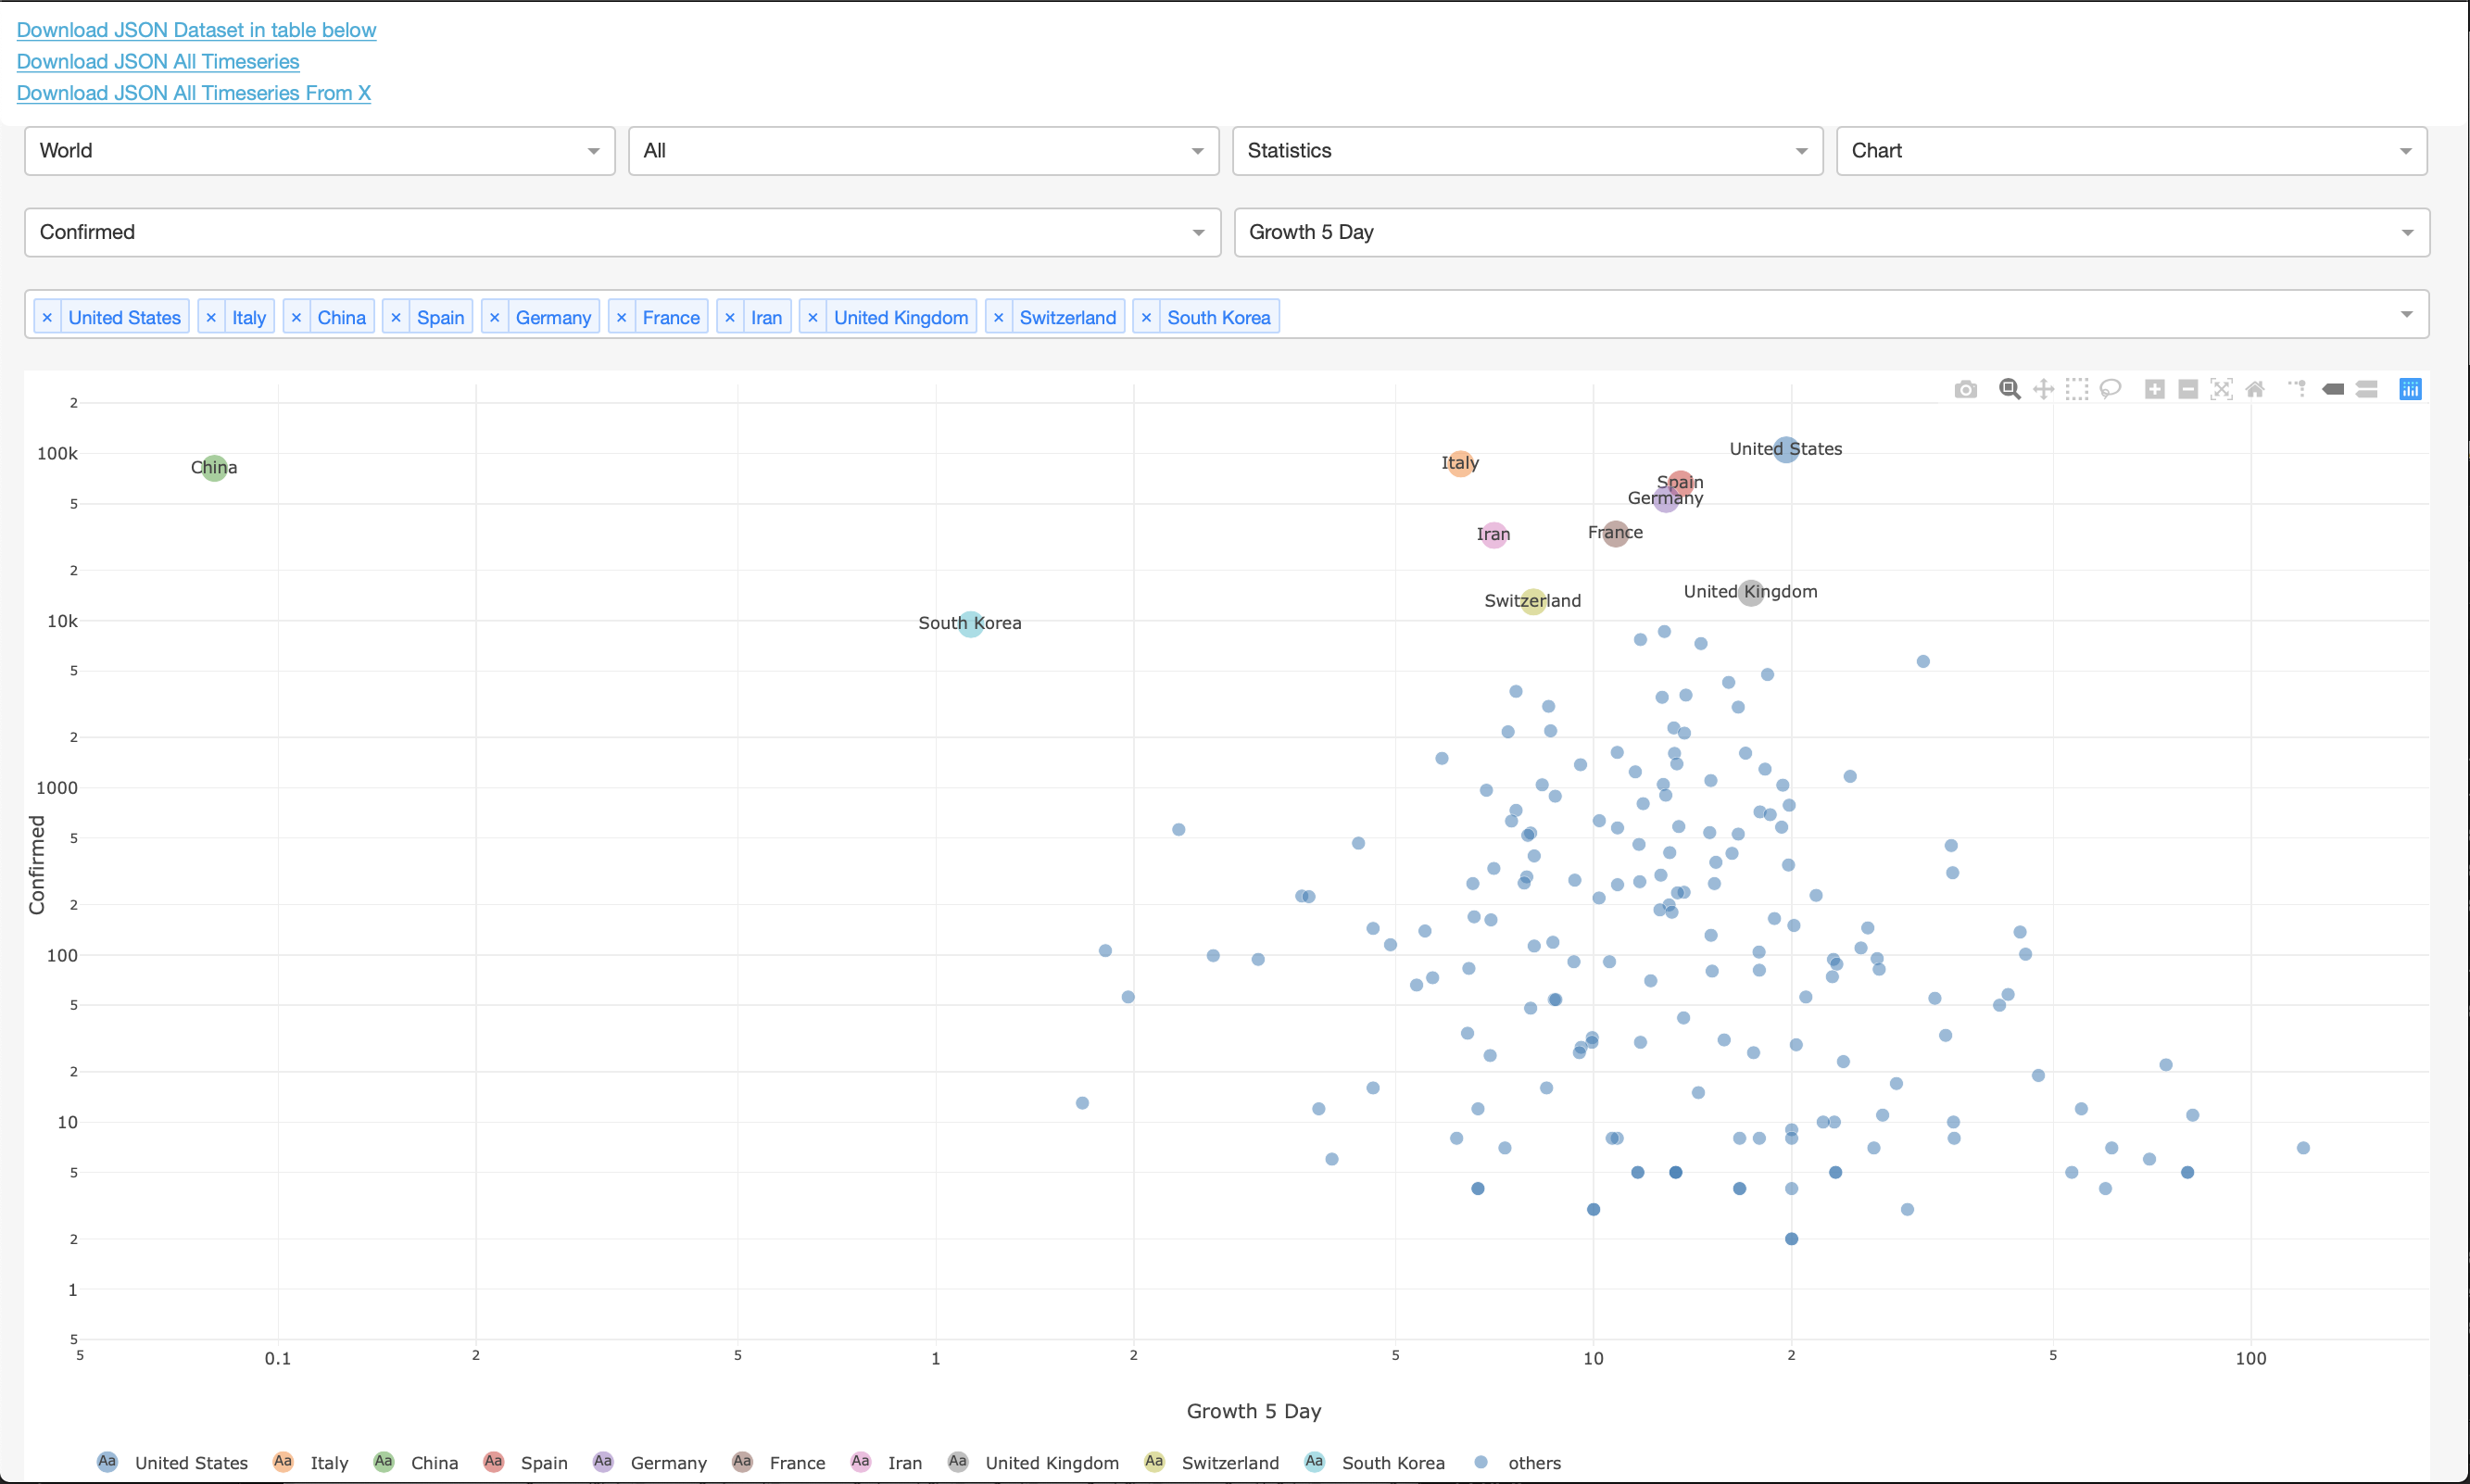 Download JSON Dataset in table below
Download JSON All Timeseries
Download JSON All Timeseries From X
World All Statistics Chart
Confirmed Growth 5 Day
× United States × Italy × China × Spain × Germany × France × Iran × United Kingdom × Switzerland × South Korea
2
100k
5
2
10k
5
2
1000
5
2
100
5
2
10
5
2
1
5
Confirmed
United States
Italy
China
Spain
Germany
France
Iran
United Kingdom
Switzerland
South Korea
5 0.1 2 5 1 2 5 10 2 5 100
Growth 5 Day
Aa United States Aa Italy Aa China Aa Spain Aa Germany Aa France Aa Iran Aa United Kingdom Aa Switzerland Aa South Korea others